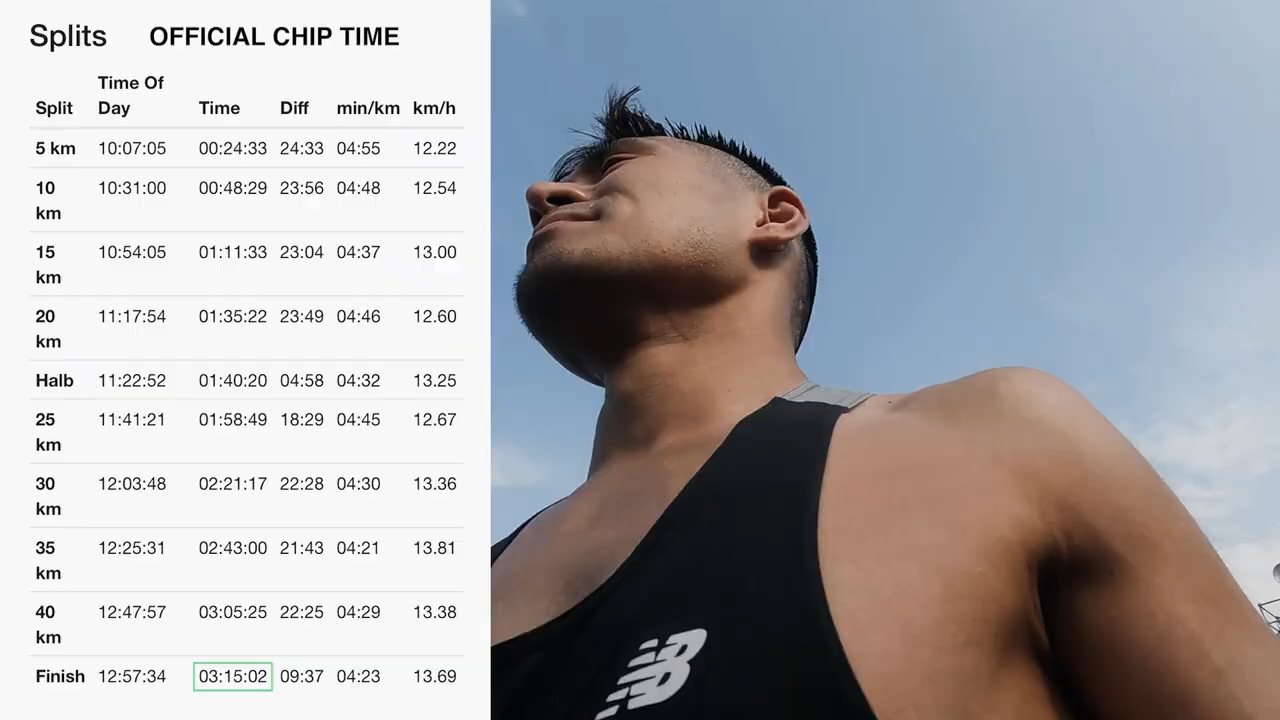 Splits OFFICIAL CHIP TIME
Split Time Of Day Time Diff min/km km/h
5 km 10:07:05 00:24:33 24:33 04:55 12.22
10 km 10:31:00 00:48:29 23:56 04:48 12.54
15 km 10:54:05 01:11:33 23:04 04:37 13.00
20 km 11:17:54 01:35:22 23:49 04:46 12.60
Halb 11:22:52 01:40:20 04:58 04:32 13.25
25 km 11:41:21 01:58:49 18:29 04:45 12.67
30 km 12:03:48 02:21:17 22:28 04:30 13.36
35 km 12:25:31 02:43:00 21:43 04:21 13.81
40 km 12:47:57 03:05:25 22:25 04:29 13.38
Finish 12:57:34 03:15:02 09:37 04:23 13.69
NB